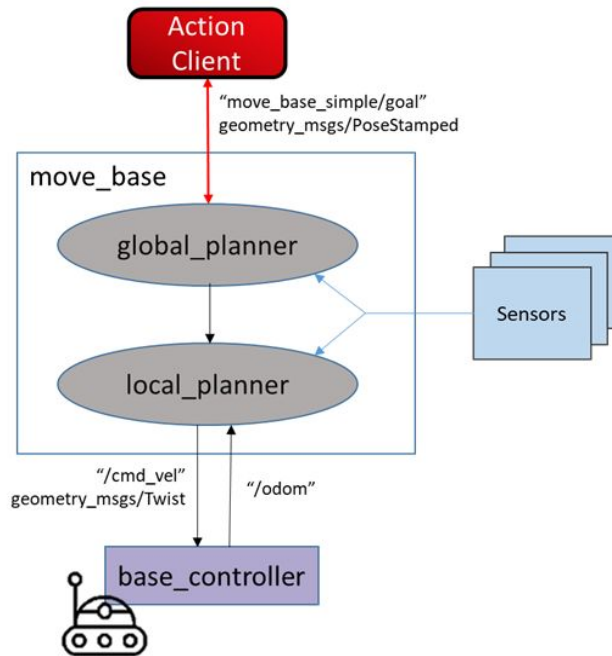 Action
Client
“move_base_simple/goal”
geometry_msgs/PoseStamped
move_base
global_planner
Sensors
local_planner
“/cmd_vel”
geometry_msgs/Twist
“/odom”
base_controller